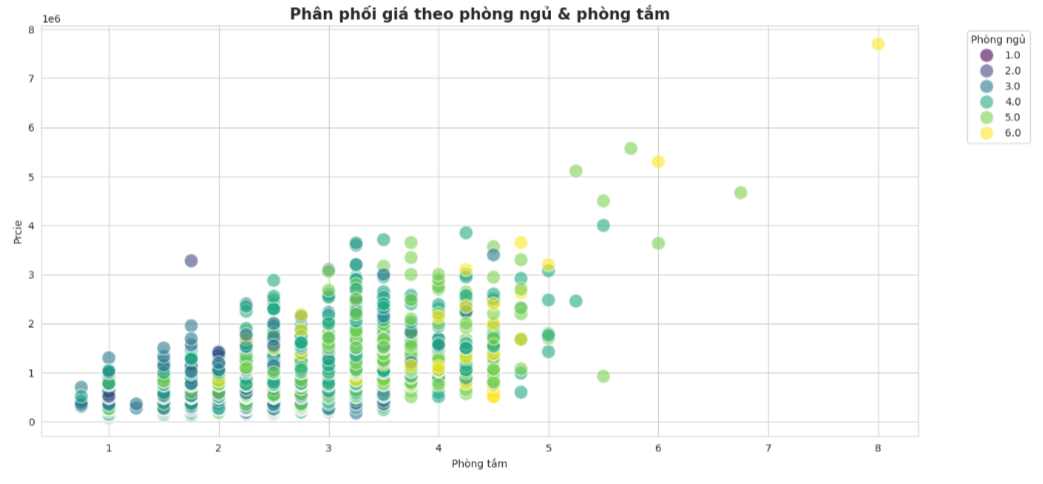 Phân phối giá theo phòng ngủ & phòng tắm
1e6
8
7
6
5
4
3
2
1
0
Prcie
1 2 3 4 5 6 7 8
Phòng tắm
Phòng ngủ
1.0
2.0
3.0
4.0
5.0
6.0